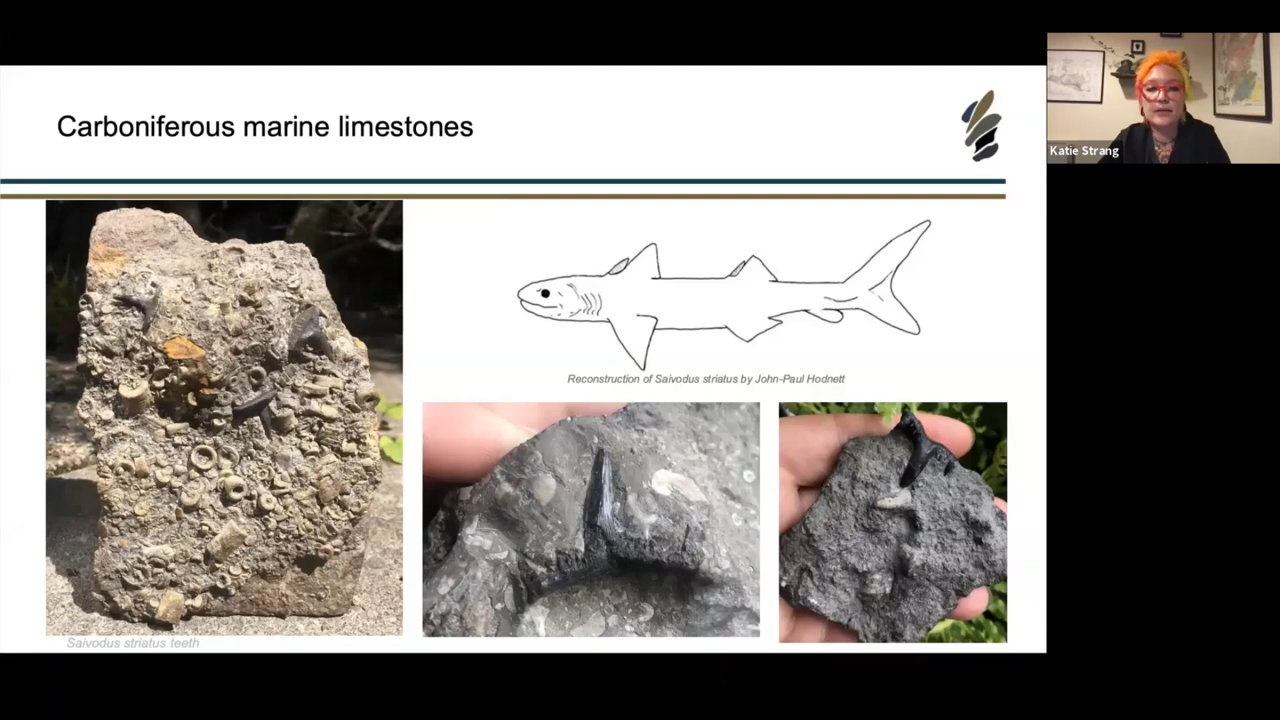 Carboniferous marine limestones
Katie Strang
Reconstruction of Saivodus striatus by John-Paul Hodnett
Saivodus striatus teeth